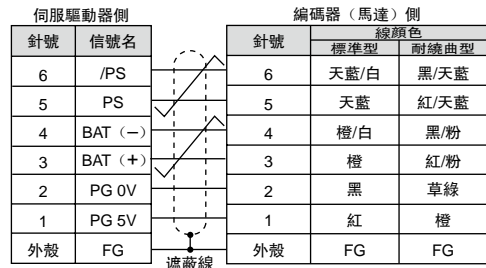 伺服驅動器側 編碼器（馬達）側
針號 信號名 針號 線顏色
標準型 耐繞曲型
6 /PS 6 天藍/白 黑/天藍
5 PS 5 天藍 紅/天藍
4 BAT（−） 4 橙/白 黑/粉
3 BAT（+） 3 橙 紅/粉
2 PG 0V 2 黑 草綠
1 PG 5V 1 紅 橙
外殼 FG 外殼 FG FG
遮蔽線